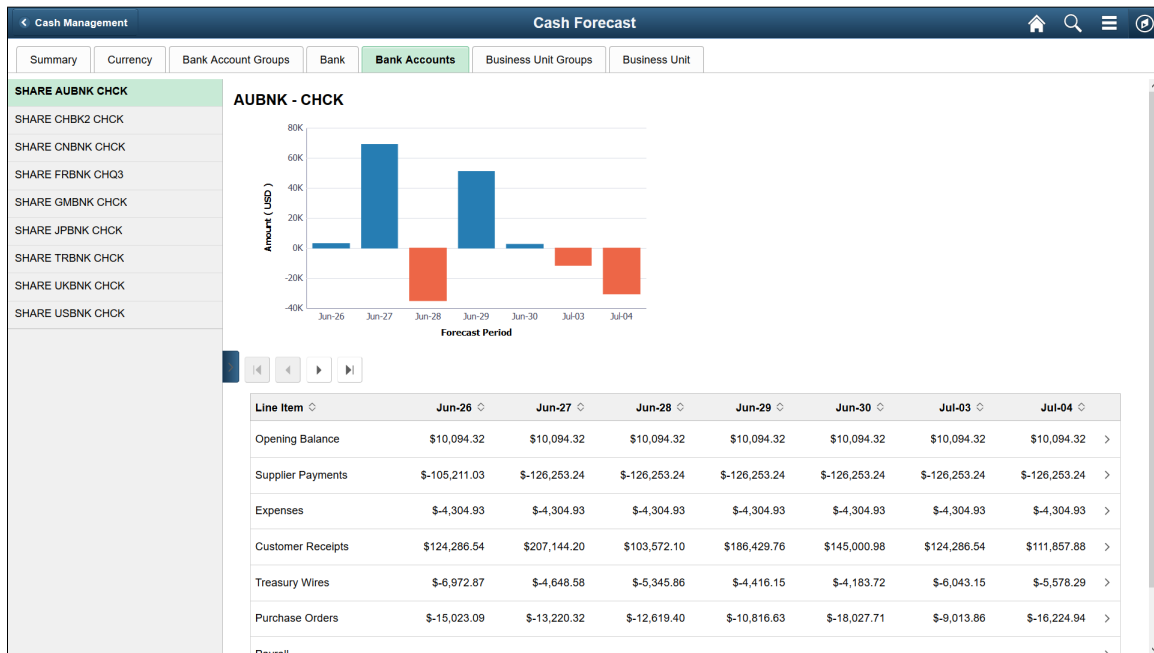 Cash Management
Cash Forecast
Summary Currency Bank Account Groups Bank Bank Accounts Business Unit Groups Business Unit
SHARE AUBNK CHCK
SHARE CHBK2 CHCK
SHARE CNBNK CHCK
SHARE FRBNK CHQ3
SHARE GMBNK CHCK
SHARE JPBNK CHCK
SHARE TRBNK CHCK
SHARE UKBNK CHCK
SHARE USBNK CHCK
AUBNK - CHCK
80K
60K
40K
20K
0K
-20K
-40K
Amount ( USD )
Jun-26 Jun-27 Jun-28 Jun-29 Jun-30 Jul-03 Jul-04
Forecast Period
Line Item Jun-26 Jun-27 Jun-28 Jun-29 Jun-30 Jul-03 Jul-04
Opening Balance $10,094.32 $10,094.32 $10,094.32 $10,094.32 $10,094.32 $10,094.32 $10,094.32
Supplier Payments $-105,211.03 $-126,253.24 $-126,253.24 $-126,253.24 $-126,253.24 $-126,253.24 $-126,253.24
Expenses $-4,304.93 $-4,304.93 $-4,304.93 $-4,304.93 $-4,304.93 $-4,304.93 $-4,304.93
Customer Receipts $124,286.54 $207,144.20 $103,572.10 $186,429.76 $145,000.98 $124,286.54 $111,857.88
Treasury Wires $-6,972.87 $-4,648.58 $-5,345.86 $-4,416.15 $-4,183.72 $-6,043.15 $-5,578.29
Purchase Orders $-15,023.09 $-13,220.32 $-12,619.40 $-10,816.63 $-18,027.71 $-9,013.86 $-16,224.94
Payroll